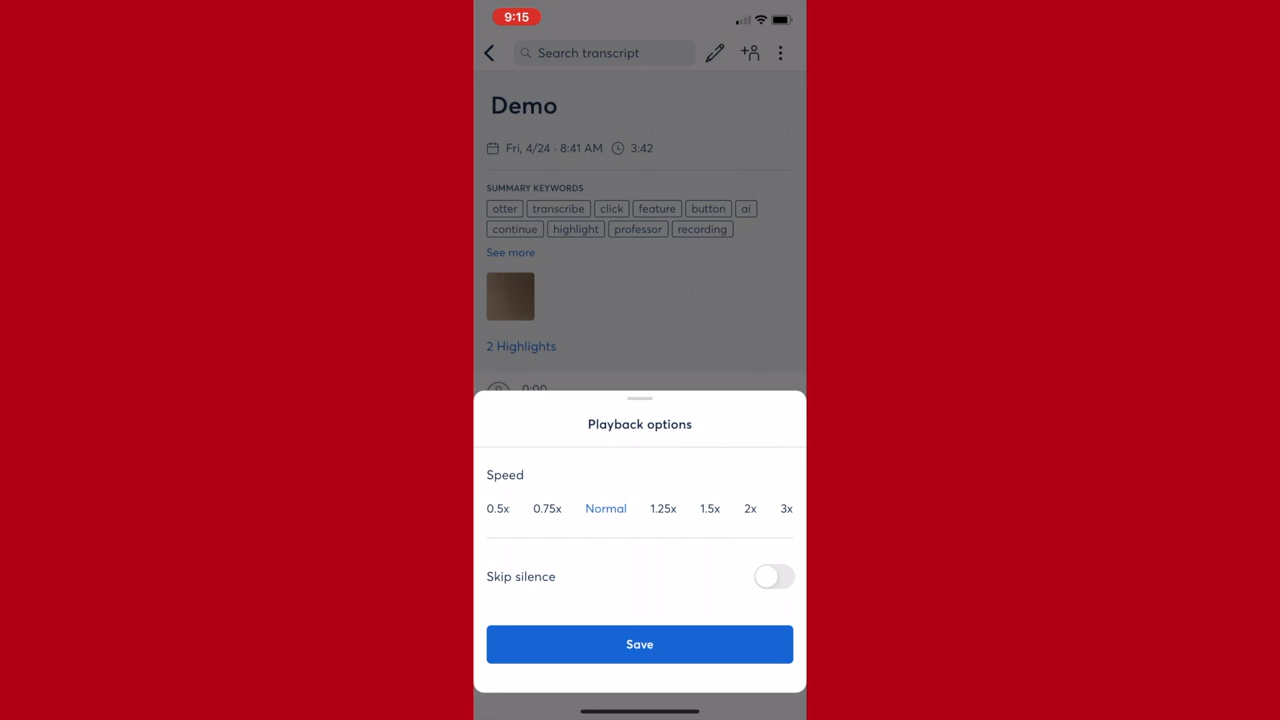 9:15
Search transcript
Demo
Fri, 4/24 · 8:41 AM 3:42
SUMMARY KEYWORDS
otter transcribe click feature button ai
continue highlight professor recording
See more
2 Highlights
0:00
Playback options
Speed
0.5x 0.75x Normal 1.25x 1.5x 2x 3x
Skip silence
Save